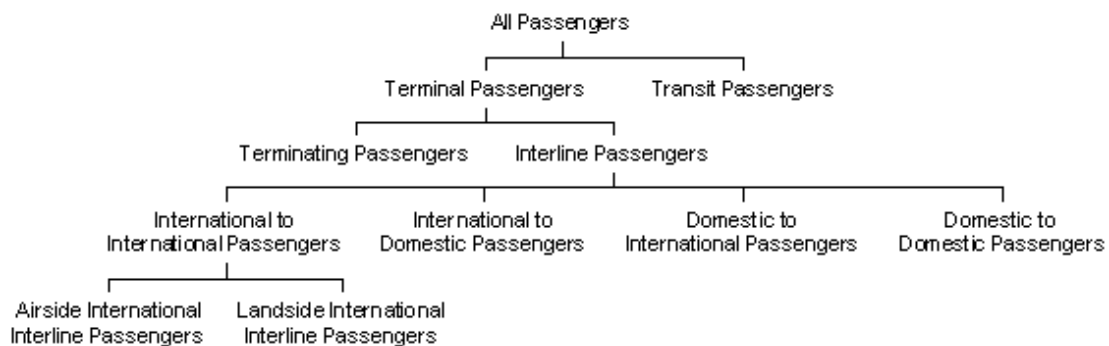 All Passengers
Terminal Passengers
Transit Passengers
Terminating Passengers
Interline Passengers
International to
International Passengers
International to
Domestic Passengers
Domestic to
International Passengers
Domestic to
Domestic Passengers
Airside International
Interline Passengers
Landside International
Interline Passengers